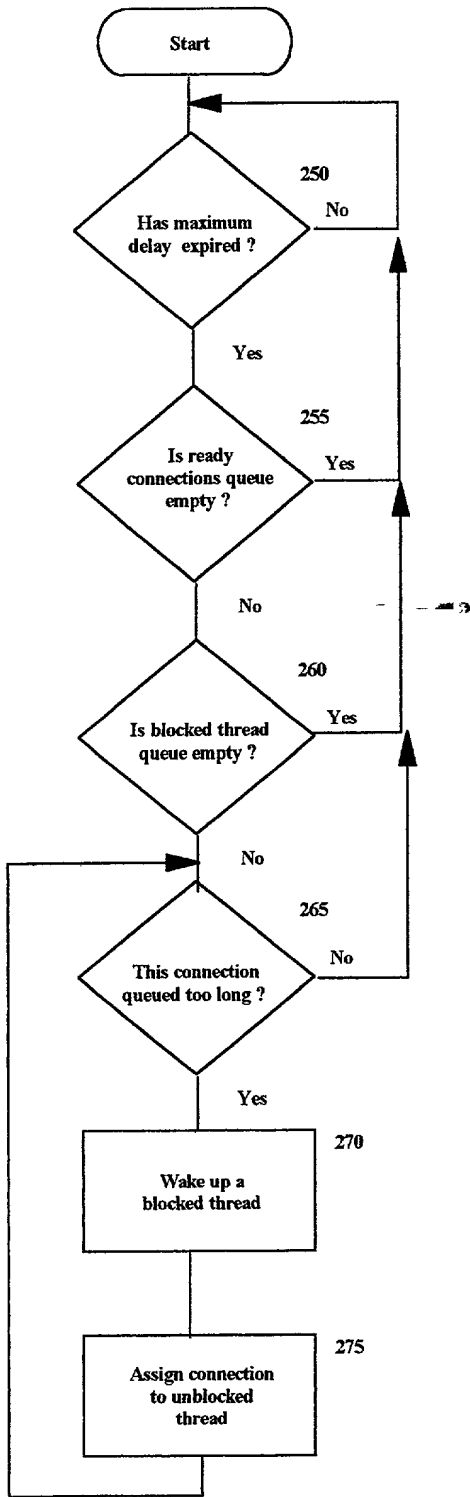 Start
250
No
Has maximum
delay expired ?
Yes
255
Is ready
connections queue
empty ?
Yes
No
260
Is blocked thread
queue empty ?
Yes
No
265
This connection
queued too long ?
No
Yes
270
Wake up a
blocked thread
275
Assign connection
to unblocked
thread